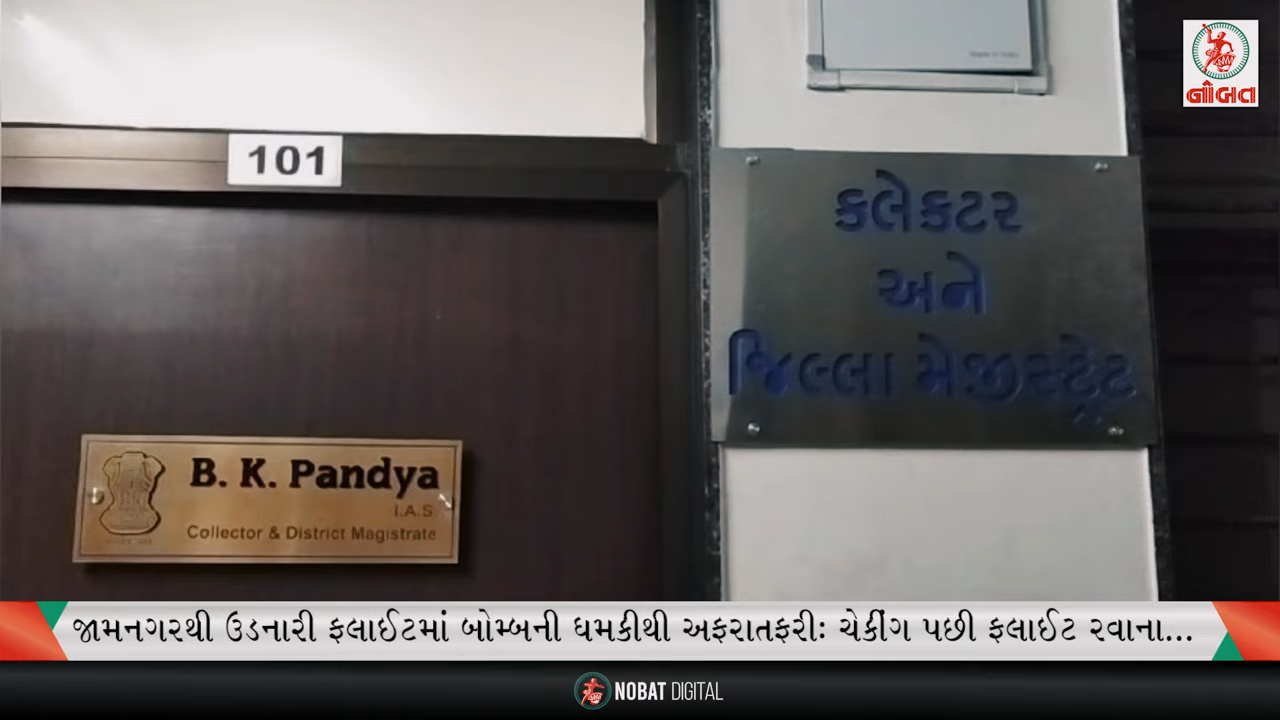 નોબત
101
કલેકટર
અને
જિલ્લા મેજીસ્ટ્રેટ
B. K. Pandya
I.A.S
Collector & District Magistrate
જામનગરથી ઉડનારી ફ્લાઈટમાં બોમ્બની ધમકીથી અફરાતફરીઃ ચેકીંગ પછી ફ્લાઈટ રવાના...
NOBAT DIGITAL